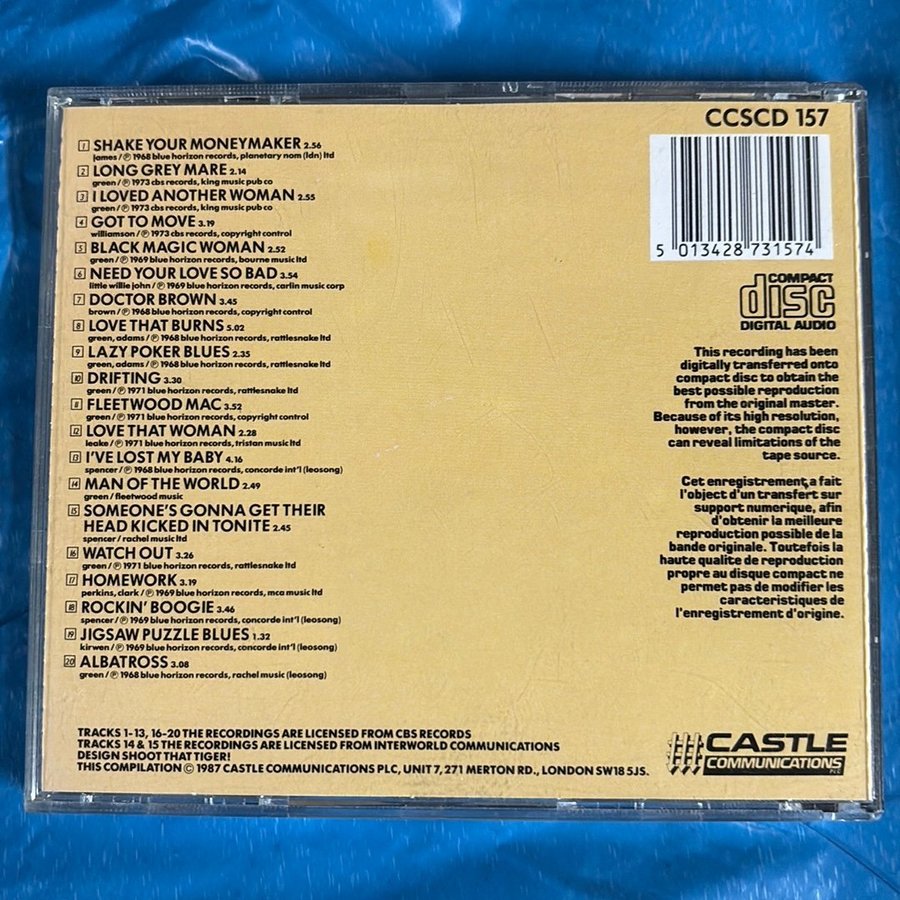 CCSCD 157
1 SHAKE YOUR MONEYMAKER 2.56
james / ℗ 1968 blue horizon records, planetary nom (ldn) ltd
2 LONG GREY MARE 2.14
green / ℗ 1973 cbs records, king music pub co
3 I LOVED ANOTHER WOMAN 2.55
green / ℗ 1973 cbs records, king music pub co
4 GOT TO MOVE 3.19
williamson / ℗ 1973 cbs records, copyright control
5 BLACK MAGIC WOMAN 2.52
green / ℗ 1969 blue horizon records, bourne music ltd
6 NEED YOUR LOVE SO BAD 3.54
little willie john / ℗ 1969 blue horizon records, carlin music corp
7 DOCTOR BROWN 3.45
brown / ℗ 1968 blue horizon records, copyright control
8 LOVE THAT BURNS 5.02
green, adams / ℗ 1968 blue horizon records, rattlesnake ltd
9 LAZY POKER BLUES 2.35
green, adams / ℗ 1968 blue horizon records, rattlesnake ltd
10 DRIFTING 3.30
green / ℗ 1971 blue horizon records, rattlesnake ltd
11 FLEETWOOD MAC 3.52
green / ℗ 1971 blue horizon records, copyright control
12 LOVE THAT WOMAN 2.28
leake / ℗ 1971 blue horizon records, tristan music ltd
13 I'VE LOST MY BABY 4.16
spencer / ℗ 1968 blue horizon records, concorde int'l (leosong)
14 MAN OF THE WORLD 2.49
green / fleetwood music
15 SOMEONE'S GONNA GET THEIR
HEAD KICKED IN TONITE 2.45
spencer / rachel music ltd
16 WATCH OUT 3.26
green / ℗ 1971 blue horizon records, rattlesnake ltd
17 HOMEWORK 3.19
perkins, clark / ℗ 1969 blue horizon records, mca music ltd
18 ROCKIN' BOOGIE 3.46
spencer / ℗ 1969 blue horizon records, concorde int'l (leosong)
19 JIGSAW PUZZLE BLUES 1.32
kirwen / ℗ 1969 blue horizon records, concorde int'l (leosong)
20 ALBATROSS 3.08
green / ℗ 1968 blue horizon records, rachel music (leosong)
5 013428 731574
COMPACT
disc
DIGITAL AUDIO
This recording has been
digitally transferred onto
compact disc to obtain the
best possible reproduction
from the original master.
Because of its high resolution,
however, the compact disc
can reveal limitations of the
tape source.
Cet enregistrement, a fait
l'object d'un transfert sur
support numerique, afin
d'obtenir la meilleure
reproduction possible de la
bande originale. Toutefois la
haute qualite de reproduction
propre au disque compact ne
permet pas de modifier les
caracteristiques de
l'enregistrement d'origine.
TRACKS 1-13, 16-20 THE RECORDINGS ARE LICENSED FROM CBS RECORDS
TRACKS 14 & 15 THE RECORDINGS ARE LICENSED FROM INTERWORLD COMMUNICATIONS
DESIGN SHOOT THAT TIGER!
THIS COMPILATION © 1987 CASTLE COMMUNICATIONS PLC, UNIT 7, 271 MERTON RD., LONDON SW18 5JS.
CASTLE
COMMUNICATIONS
PLC